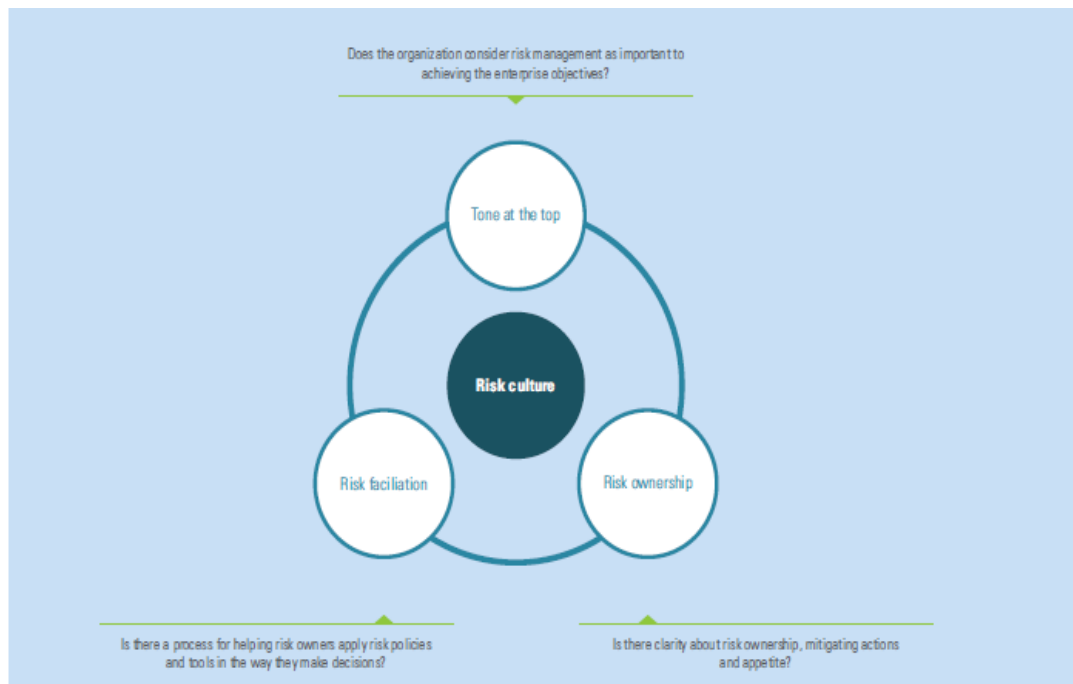 Does the organization consider risk management as important to
achieving the enterprise objectives?
Tone at the top
Risk culture
Risk faciliation
Risk ownership
Is there a process for helping risk owners apply risk policies
and tools in the way they make decisions?
Is there clarity about risk ownership, mitigating actions
and appetite?